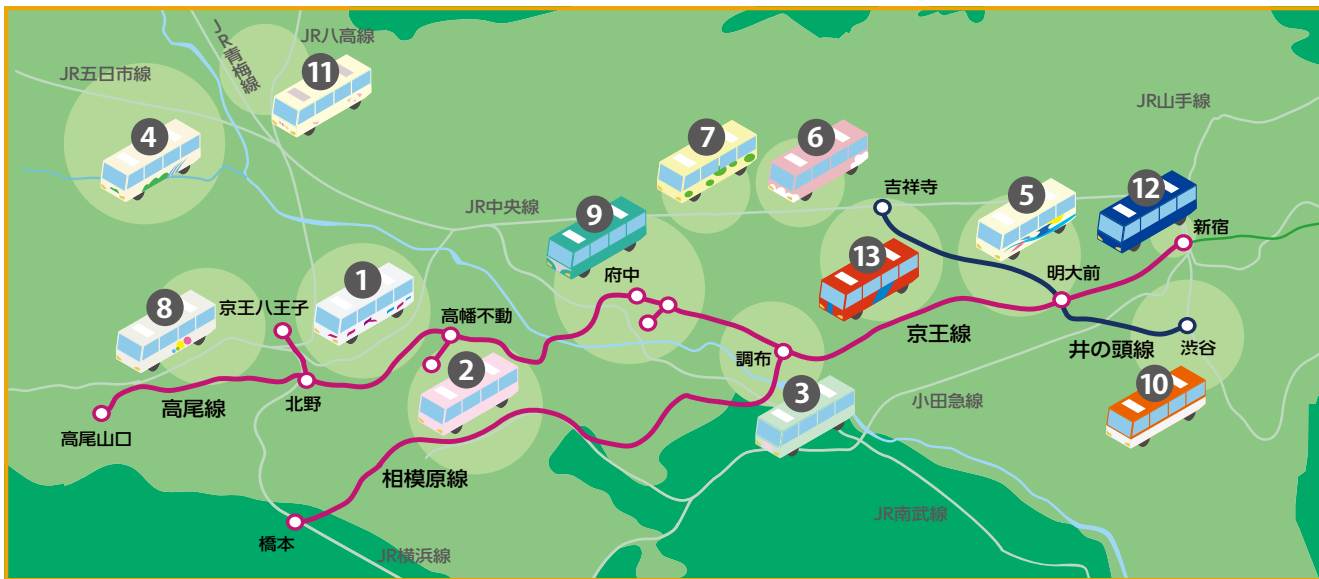 JR八高線
JR青梅線
JR五日市線
11
4
JR山手線
7
6
12
5
吉祥寺
9
JR中央線
新宿
13
府中
明大前
1
京王八王子
8
高幡不動
京王線
井の頭線
渋谷
調布
2
3
10
高尾線
北野
小田急線
高尾山口
相模原線
JR南武線
橋本
JR横浜線